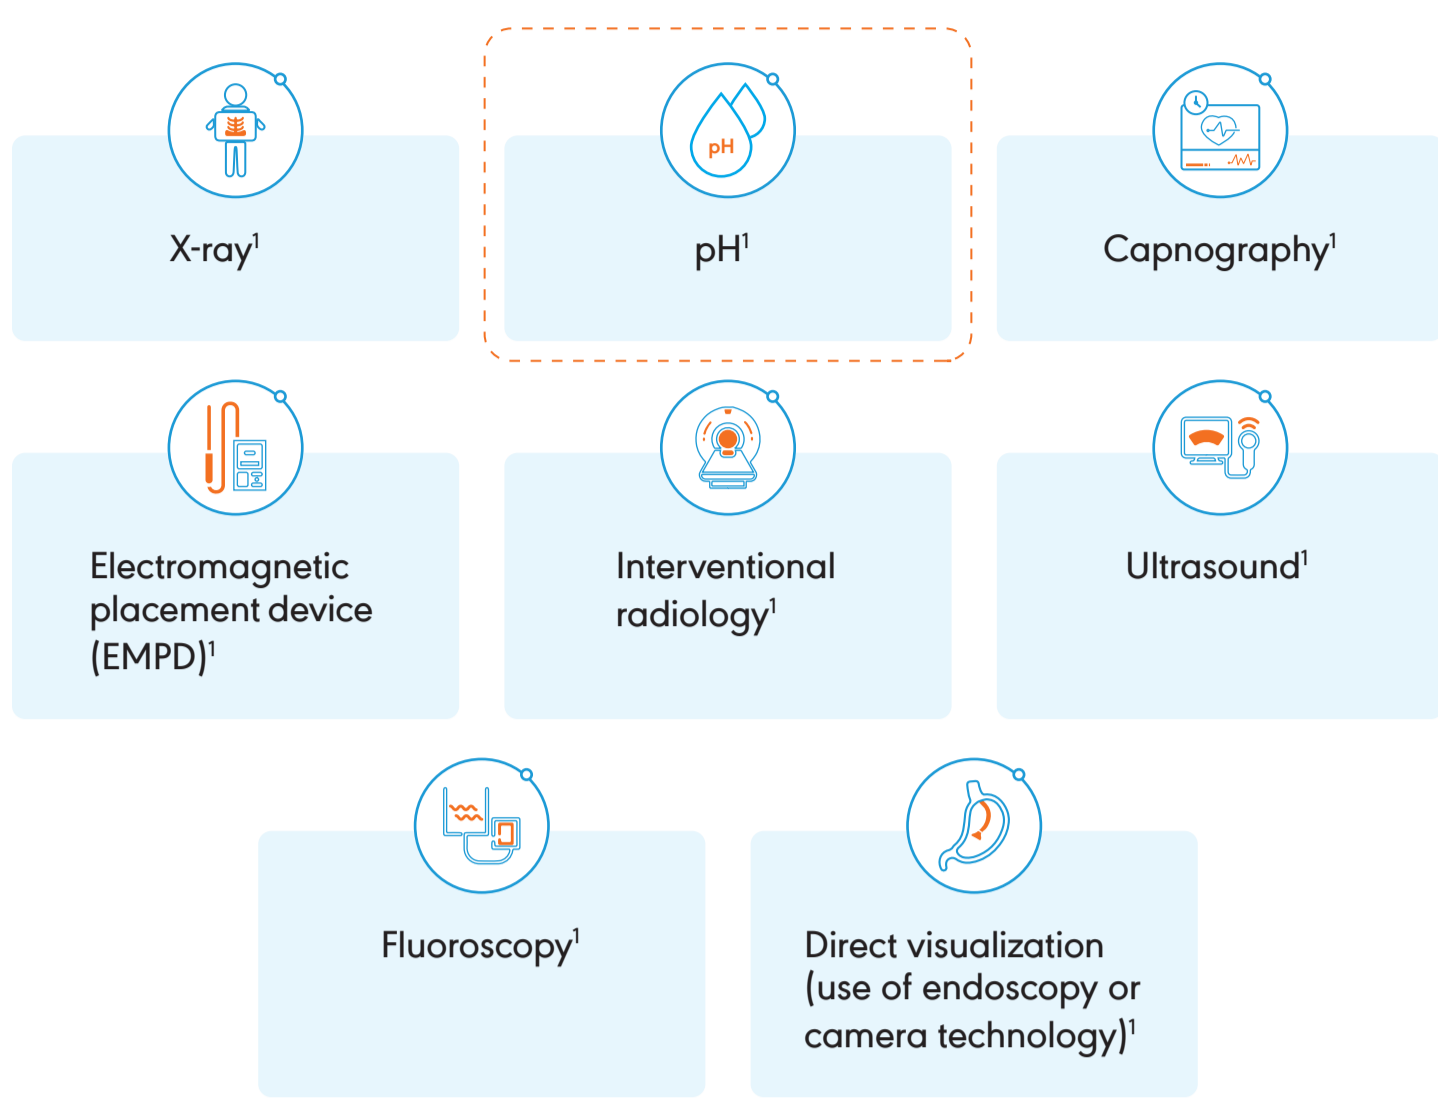 pH
X-ray¹
pH¹
Capnography¹
Electromagnetic
placement device
(EMPD)¹
Interventional
radiology¹
Ultrasound¹
Fluoroscopy¹
Direct visualization
(use of endoscopy or
camera technology)¹